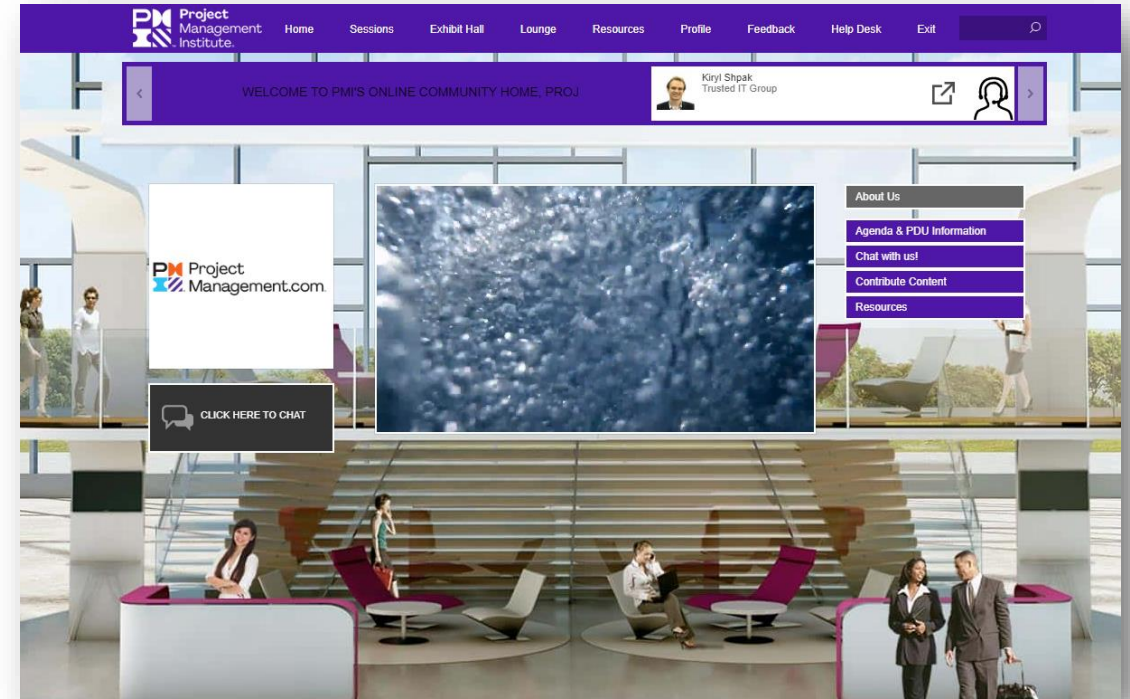 Project
Management
Institute.
Home
Sessions
Exhibit Hall
Lounge
Resources
Profile
Feedback
Help Desk
Exit
WELCOME TO PMI'S ONLINE COMMUNITY HOME, PROJ
Kiryl Shpak
Trusted IT Group
Project
Management.com.
CLICK HERE TO CHAT
About Us
Agenda & PDU Information
Chat with us!
Contribute Content
Resources